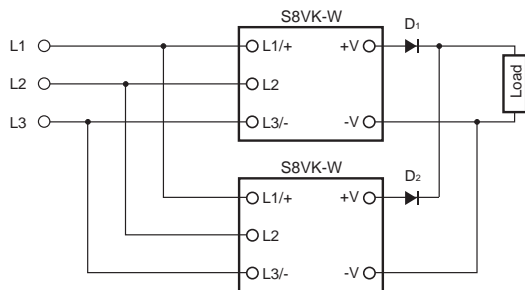 S8VK-W
D1
L1
L1/+
+V
L2
L2
Load
L3
L3/-
-V
S8VK-W
D2
L1/+
+V
L2
L3/-
-V